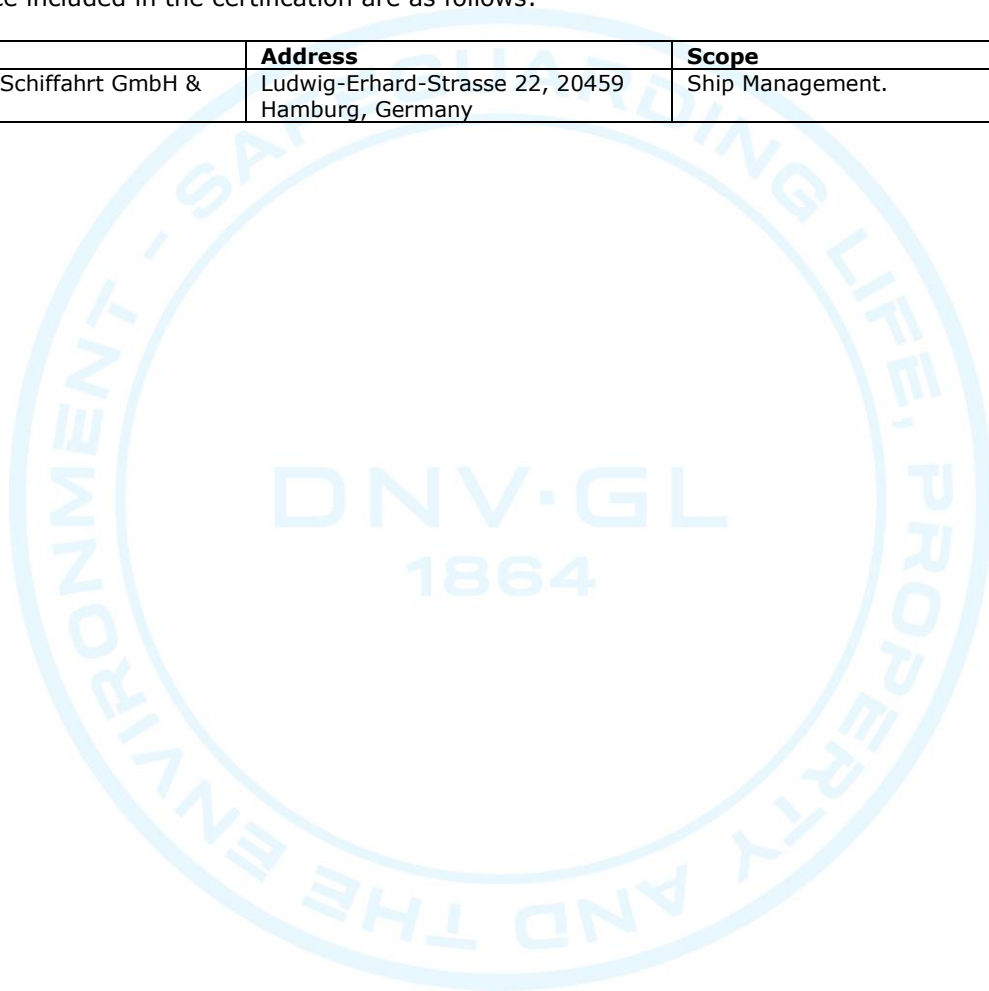 included in the certification are as follows:
Address Scope
Schiffahrt GmbH & Ludwig-Erhard-Strasse 22, 20459 Ship Management.
Hamburg, Germany
SAFEGUARDING LIFE, PROPERTY AND THE ENVIRONMENT -
DNV·GL
1864